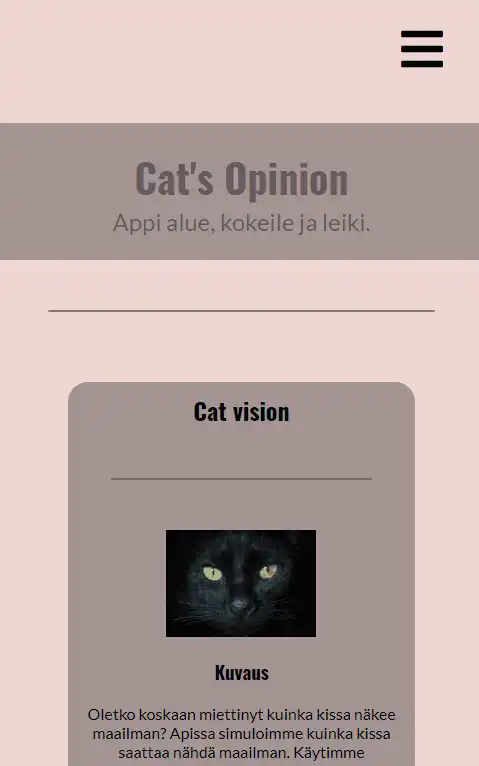 Cat's Opinion
Appi alue, kokeile ja leiki.
Cat vision
Kuvaus
Oletko koskaan miettinyt kuinka kissa näkee
maailman? Apissa simuloimme kuinka kissa
saattaa nähdä maailman. Käytimme